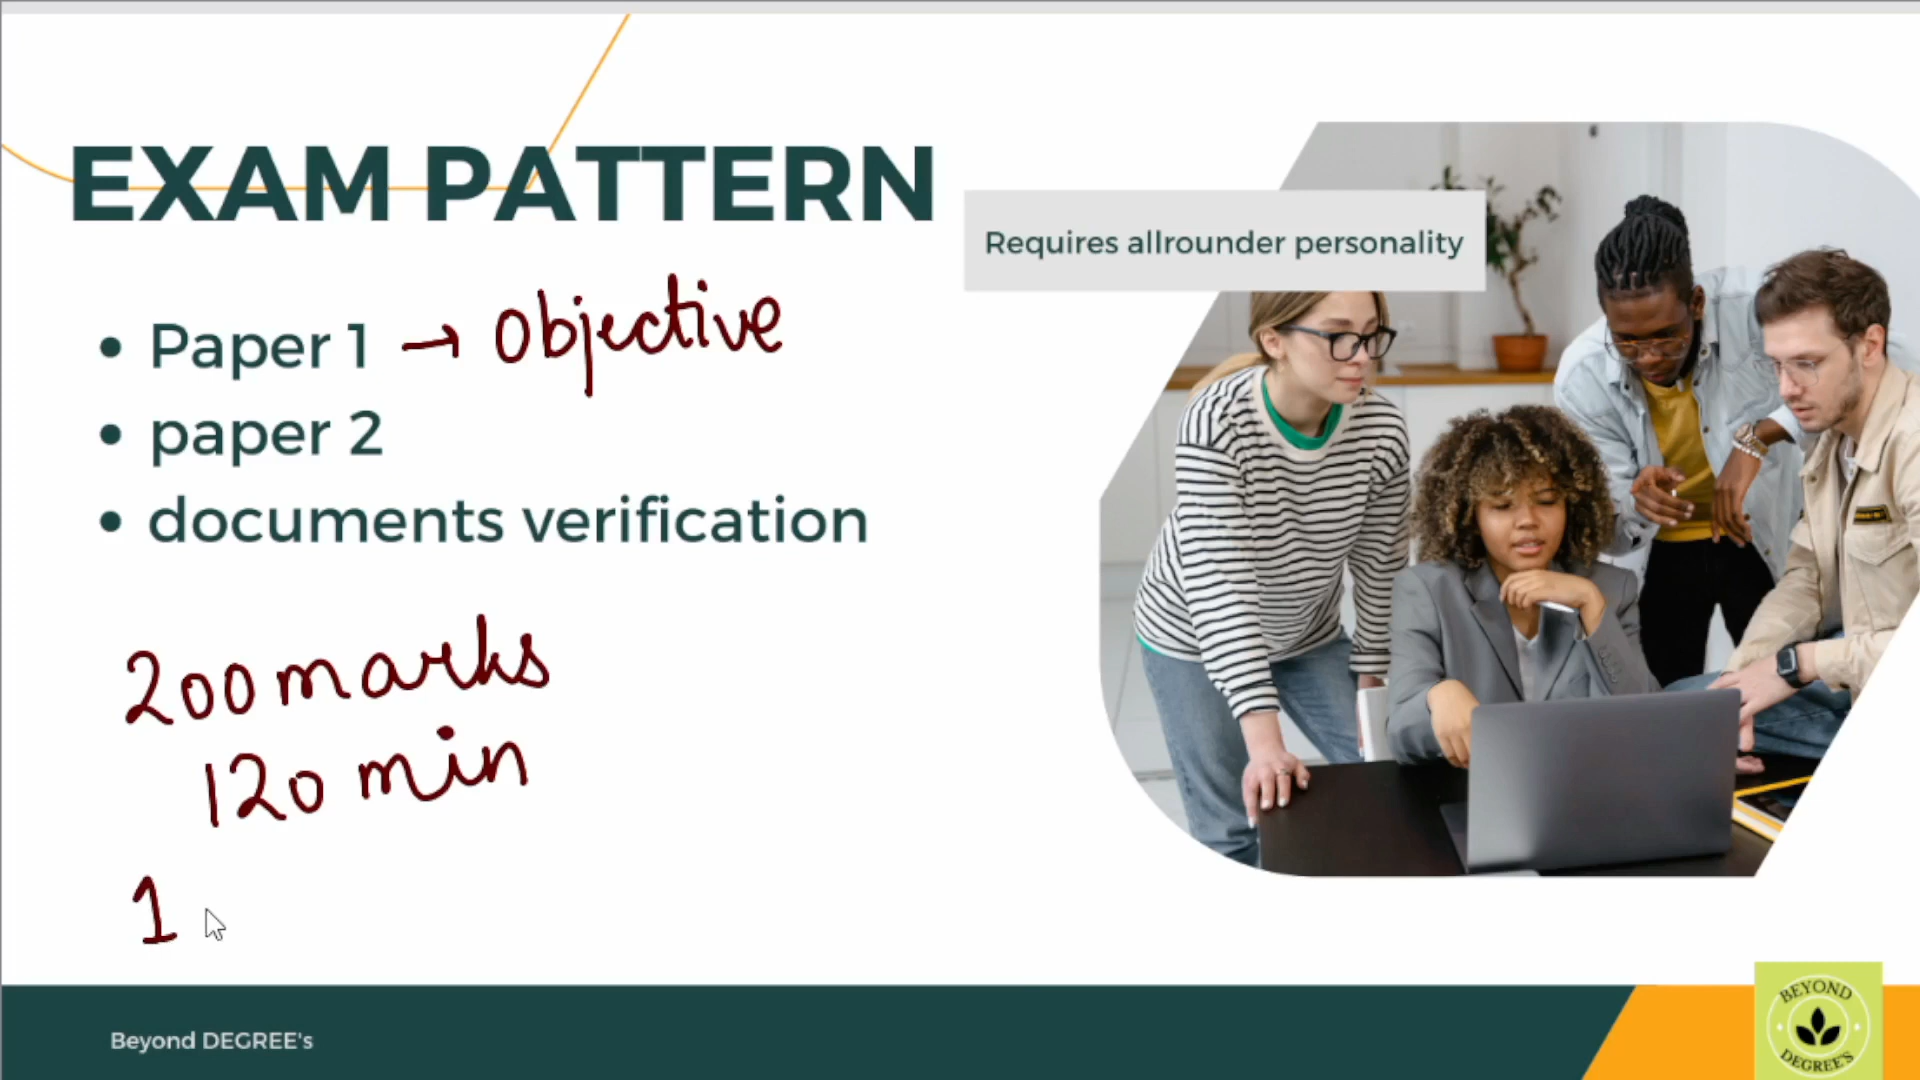 EXAM PATTERN
Requires allrounder personality
• Paper 1 → Objective
• paper 2
• documents verification
200 marks
120 min
1
Beyond DEGREE's
BEYOND
DEGREE'S